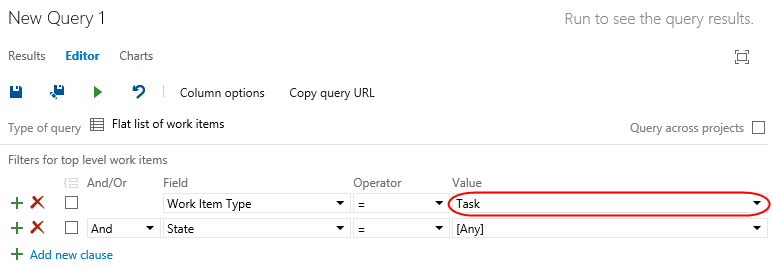 New Query 1
Run to see the query results.
Results Editor Charts
Column options Copy query URL
Type of query Flat list of work items Query across projects
Filters for top level work items
And/Or Field Operator Value
Work Item Type = Task
And State = [Any]
Add new clause